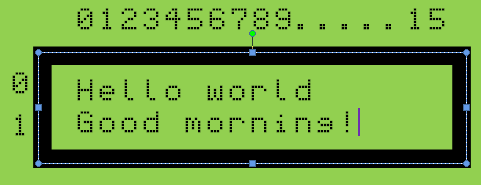 0123456789.....15
0 Hello world
1 Good morning!